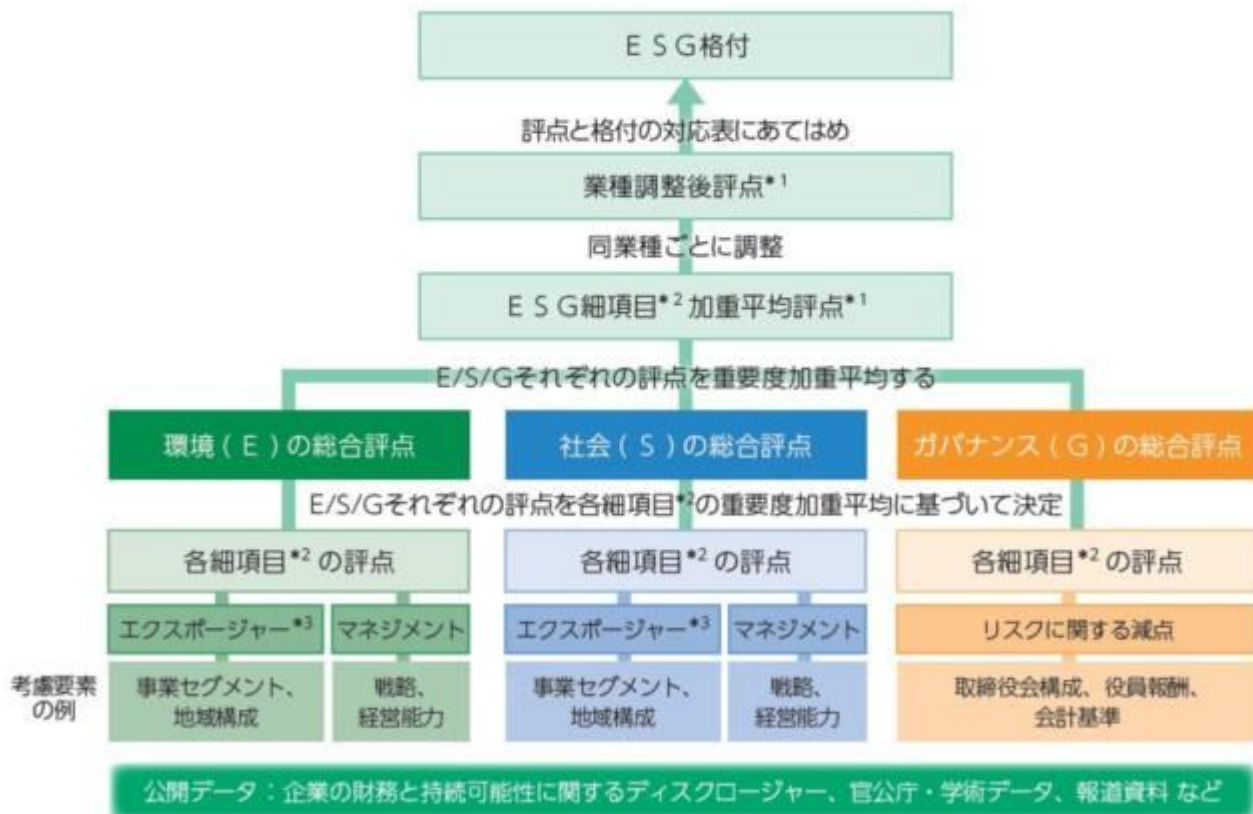 ESG格付
評点と格付の対応表にあてはめ
業種調整後評点*1
同業種ごとに調整
ESG細項目*2加重平均評点*1
E/S/Gそれぞれの評点を重要度加重平均する
環境(E)の総合評点
社会(S)の総合評点
ガバナンス(G)の総合評点
E/S/Gそれぞれの評点を各細項目*2の重要度加重平均に基づいて決定
各細項目*2の評点
各細項目*2の評点
各細項目*2の評点
エクスポージャー*3
マネジメント
エクスポージャー*3
マネジメント
リスクに関する減点
考慮要素
の例
事業セグメント、
地域構成
戦略、
経営能力
事業セグメント、
地域構成
戦略、
経営能力
取締役会構成、役員報酬、
会計基準
公開データ:企業の財務と持続可能性に関するディスクロージャー、官公庁・学術データ、報道資料 など